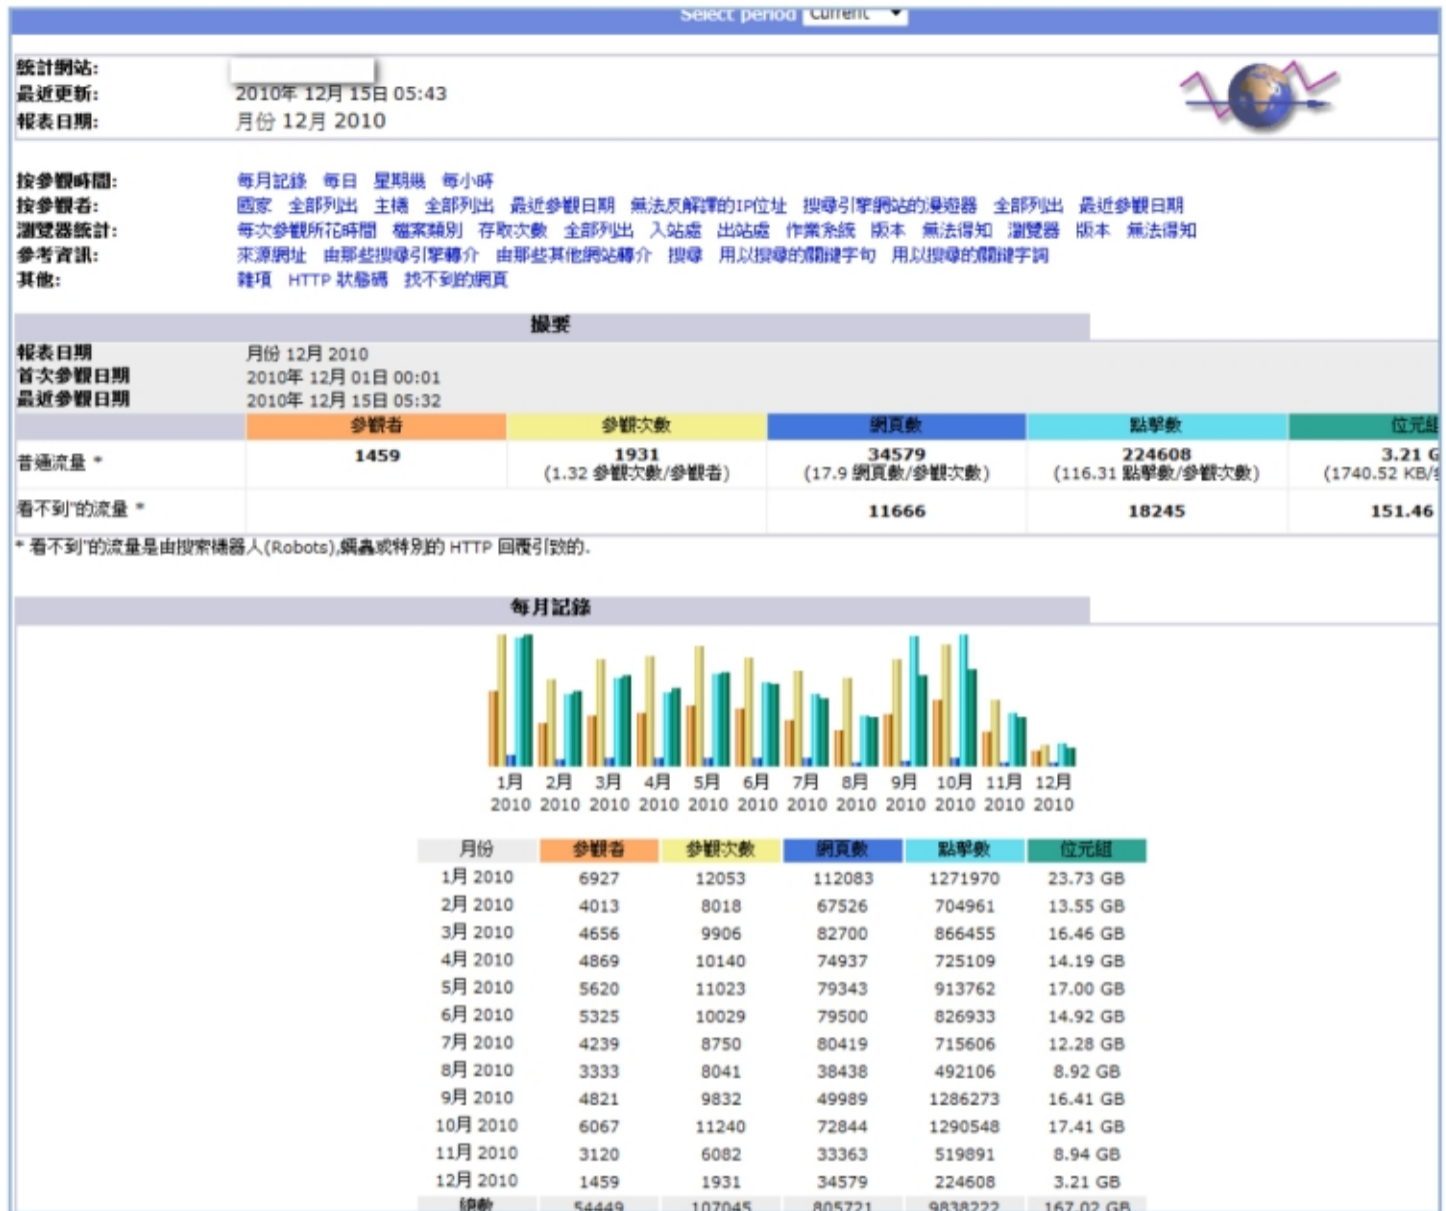 Select period Current
統計網站:
最近更新: 2010年 12月 15日 05:43
報表日期: 月份 12月 2010
按參觀時間: 每月記錄 每日 星期幾 每小時
按參觀者: 國家 全部列出 主機 全部列出 最近參觀日期 無法反解譯的IP位址 搜尋引擎網站的漫遊器 全部列出 最近參觀日期
瀏覽器統計: 每次參觀所花時間 檔案類別 存取次數 全部列出 入站處 出站處 作業系統 版本 無法得知 瀏覽器 版本 無法得知
參考資訊: 來源網址 由那些搜尋引擎轉介 由那些其他網站轉介 搜尋 用以搜尋的關鍵字句 用以搜尋的關鍵字詞
其他: 雜項 HTTP 狀態碼 找不到的網頁
摘要
報表日期 月份 12月 2010
首次參觀日期 2010年 12月 01日 00:01
最近參觀日期 2010年 12月 15日 05:32
參觀者 參觀次數 網頁數 點擊數 位元組
普通流量 * 1459 1931 34579 224608 3.21 G
(1.32 參觀次數/參觀者) (17.9 網頁數/參觀次數) (116.31 點擊數/參觀次數) (1740.52 KB/
看不到"的流量 * 11666 18245 151.46
* 看不到"的流量是由搜索機器人(Robots),蠕蟲或特別的 HTTP 回覆引致的.
每月記錄
1月 2月 3月 4月 5月 6月 7月 8月 9月 10月 11月 12月
2010 2010 2010 2010 2010 2010 2010 2010 2010 2010 2010 2010
月份 參觀者 參觀次數 網頁數 點擊數 位元組
1月 2010 6927 12053 112083 1271970 23.73 GB
2月 2010 4013 8018 67526 704961 13.55 GB
3月 2010 4656 9906 82700 866455 16.46 GB
4月 2010 4869 10140 74937 725109 14.19 GB
5月 2010 5620 11023 79343 913762 17.00 GB
6月 2010 5325 10029 79500 826933 14.92 GB
7月 2010 4239 8750 80419 715606 12.28 GB
8月 2010 3333 8041 38438 492106 8.92 GB
9月 2010 4821 9832 49989 1286273 16.41 GB
10月 2010 6067 11240 72844 1290548 17.41 GB
11月 2010 3120 6082 33363 519891 8.94 GB
12月 2010 1459 1931 34579 224608 3.21 GB
總數 54449 107045 805721 9838222 167.02 GB